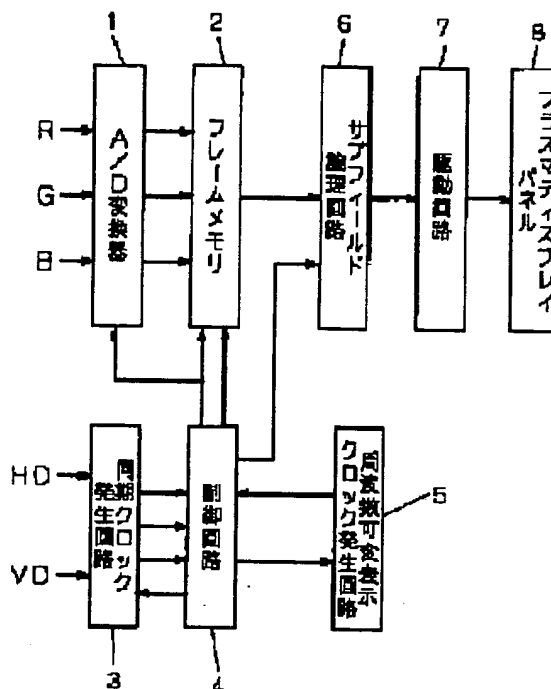 1
2
6
7
8
R
G
B
A/D変換器
フレームメモリ
サブフィールド
処理回路
駆動回路
プラズマディスプレイ
パネル
HD
VD
同期クロック
発生回路
制御回路
周波数可変表示
クロック発生回路
5
3
4